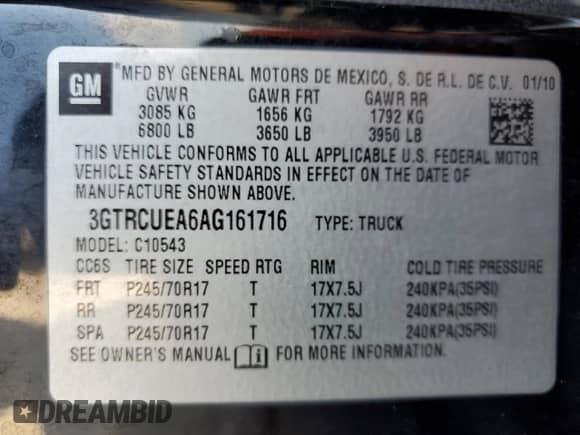 GM
MFD BY GENERAL MOTORS DE MEXICO, S. DE R.L. DE C.V. 01/10
GVWR GAWR FRT GAWR RR
3085 KG 1656 KG 1792 KG
6800 LB 3650 LB 3950 LB
THIS VEHICLE CONFORMS TO ALL APPLICABLE U.S. FEDERAL MOTOR
VEHICLE SAFETY STANDARDS IN EFFECT ON THE DATE OF
MANUFACTURE SHOWN ABOVE.
3GTRCUEA6AG161716 TYPE: TRUCK
MODEL: C10543
CC6S TIRE SIZE SPEED RTG RIM COLD TIRE PRESSURE
FRT P245/70R17 T 17X7.5J 240KPA(35PSI)
RR P245/70R17 T 17X7.5J 240KPA(35PSI)
SPA P245/70R17 T 17X7.5J 240KPA(35PSI)
SEE OWNER'S MANUAL i FOR MORE INFORMATION.
DREAMBID